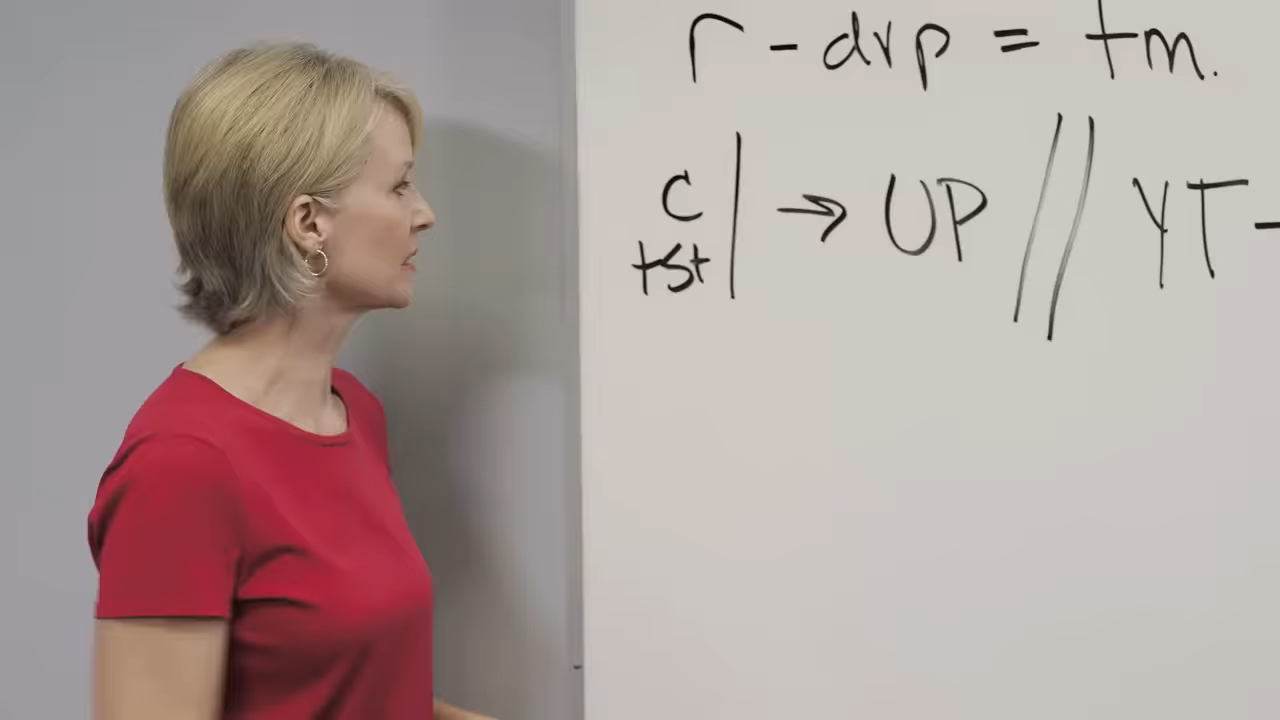 r - drp = tm.
C | → UP // YT -
tst